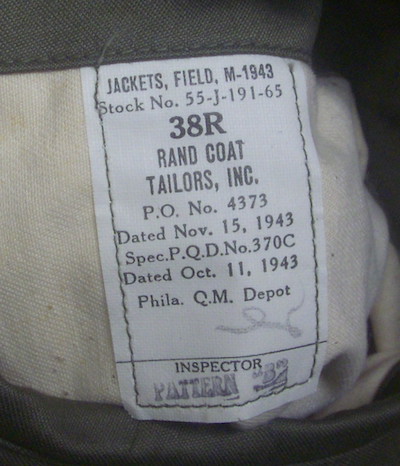 JACKETS, FIELD, M-1943
Stock No. 55-J-191-65
38R
RAND COAT
TAILORS, INC.
P.O. No. 4373
Dated Nov. 15, 1943
Spec.P.Q.D.No.370C
Dated Oct. 11, 1943
Phila. Q.M. Depot
INSPECTOR
PATTERN